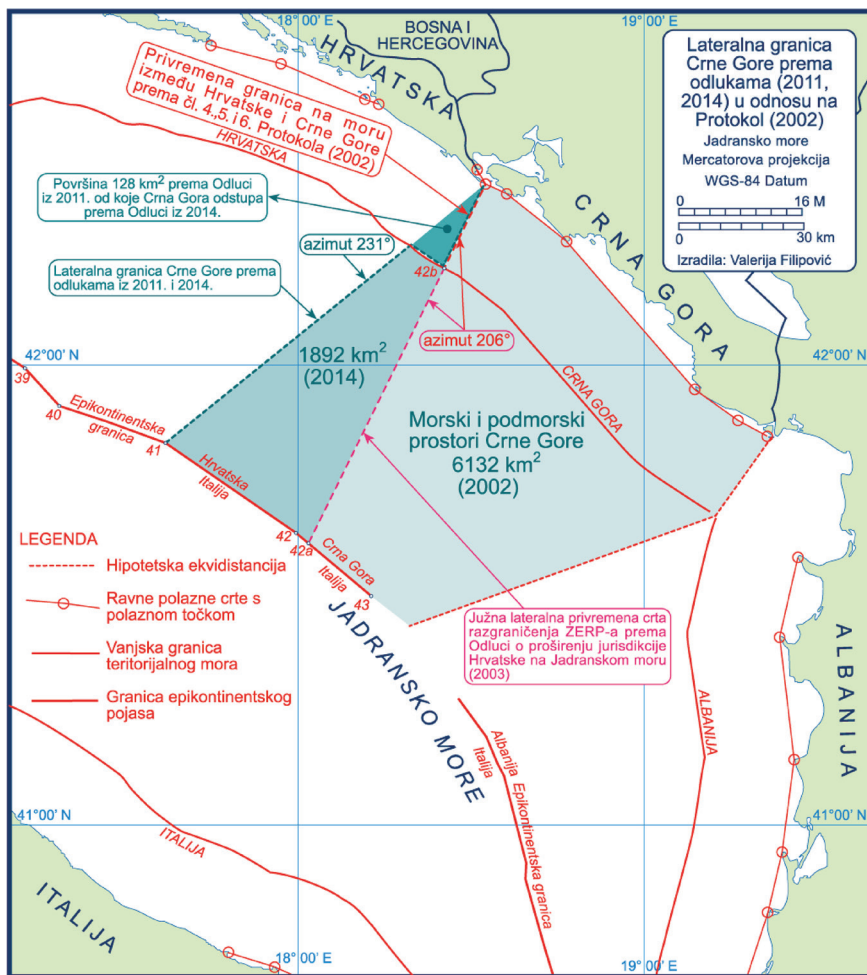 18°00' E
19°00' E
BOSNA I
HERCEGOVINA
HRVATSKA
Lateralna granica
Crne Gore prema
odlukama (2011,
2014) u odnosu na
Protokol (2002)
Jadransko more
Mercatorova projekcija
WGS-84 Datum
0 16 M
0 30 km
Izradila: Valerija Filipović
Privremena granica na moru
između Hrvatske i Crne Gore
prema čl. 4.,5. i 6. Protokola (2002)
HRVATSKA
Površina 128 km² prema Odluci
iz 2011. od koje Crna Gora odstupa
prema Odluci iz 2014.
azimut 231°
Lateralna granica Crne Gore prema
odlukama iz 2011. i 2014.
42b
azimut 206°
CRNA GORA
42°00' N
42°00' N
1892 km²
(2014)
CRNA GORA
39
40
Epikontinentska
granica
41
Morski i podmorski
prostori Crne Gore
6132 km²
(2002)
Hrvatska
Italija
42
42a
Crna Gora
Italija
43
LEGENDA
Hipotetska ekvidistancija
Ravne polazne crte s
polaznom točkom
Vanjska granica
teritorijalnog mora
Granica epikontinentskog
pojasa
Južna lateralna privremena crta
razgraničenja ZERP-a prema
Odluci o proširenju jurisdikcije
Hrvatske na Jadranskom moru
(2003)
JADRANSKO MORE
ALBANIJA
ALBANIJA
Albanija Epikontinentska granica
Italija
41°00' N
41°00' N
ITALIJA
ITALIJA
18°00' E
19°00' E